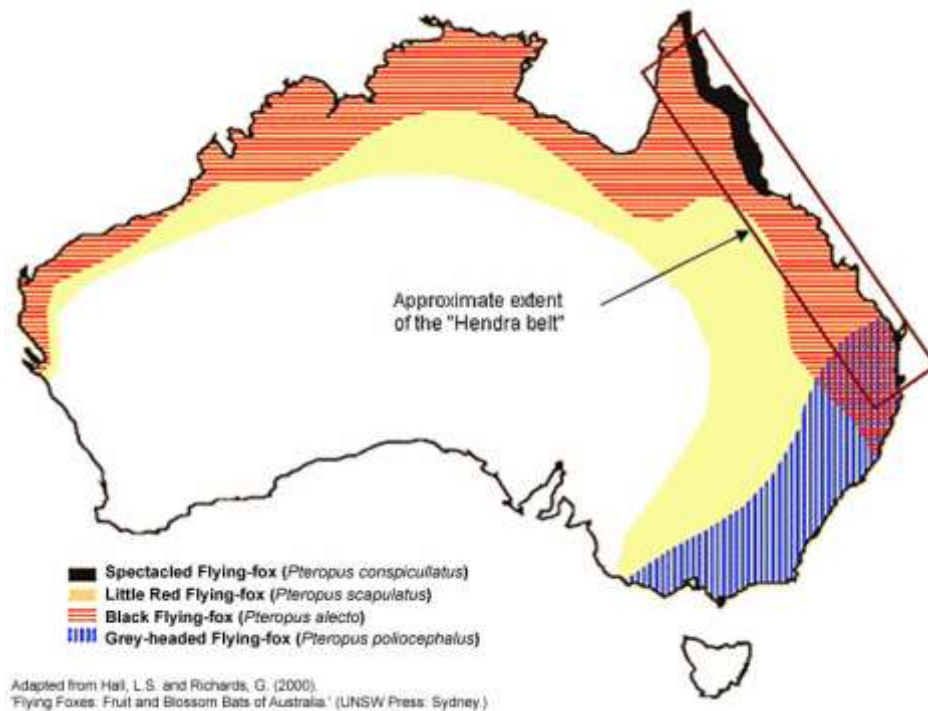 Approximate extent
of the "Hendra belt"
Spectacled Flying-fox (Pteropus conspicullatus)
Little Red Flying-fox (Pteropus scapulatus)
Black Flying-fox (Pteropus alecto)
Grey-headed Flying-fox (Pteropus poliocephalus)
Adapted from Hall, L.S. and Richards, G. (2000).
'Flying Foxes: Fruit and Blossom Bats of Australia.' (UNSW Press: Sydney.)